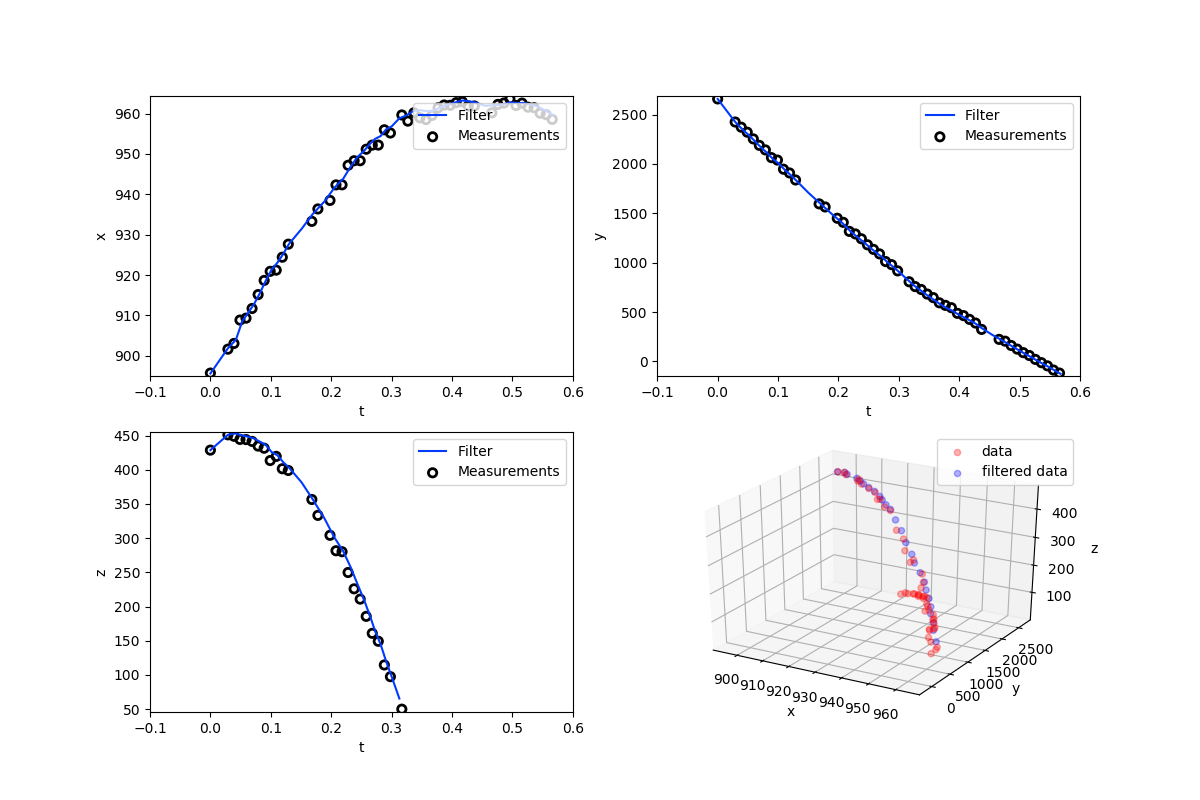 960
950
940
930
920
910
900
x
−0.1 0.0 0.1 0.2 0.3 0.4 0.5 0.6
t
Filter
Measurements
2500
2000
1500
1000
500
0
y
−0.1 0.0 0.1 0.2 0.3 0.4 0.5 0.6
t
Filter
Measurements
450
400
350
300
250
200
150
100
50
z
−0.1 0.0 0.1 0.2 0.3 0.4 0.5 0.6
t
Filter
Measurements
data
filtered data
400
300
200
100
z
900 910 920 930 940 950 960
x
0 500 1000 1500 2000 2500
y